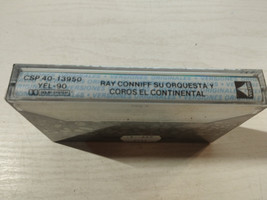 CSP.40-13950
YEL-90
RAY CONNIFF SU ORQUESTA Y
COROS EL CONTINENTAL